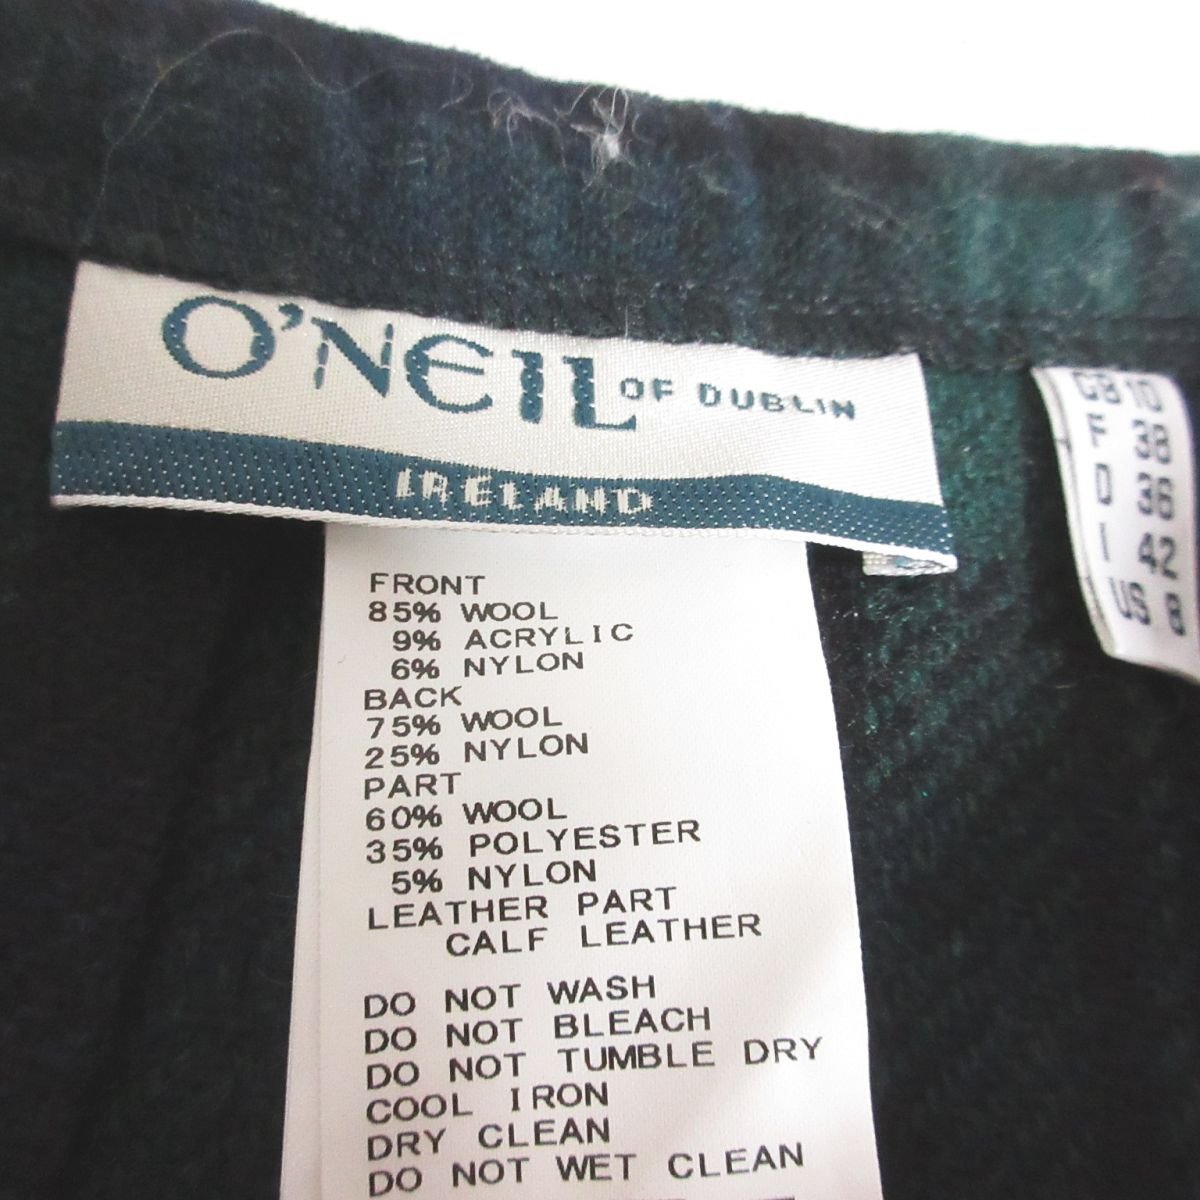 O'NEIL OF DUBLIN
IRELAND
GB 10
F 38
D 36
I 42
US 8
FRONT
85% WOOL
9% ACRYLIC
6% NYLON
BACK
75% WOOL
25% NYLON
PART
60% WOOL
35% POLYESTER
5% NYLON
LEATHER PART
CALF LEATHER
DO NOT WASH
DO NOT BLEACH
DO NOT TUMBLE DRY
COOL IRON
DRY CLEAN
DO NOT WET CLEAN